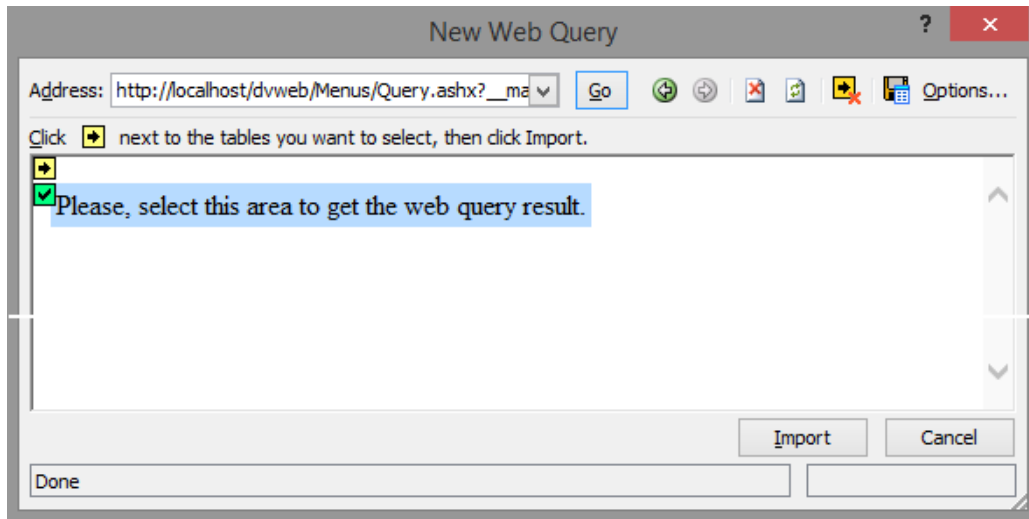 New Web Query
?
Address: http://localhost/dvweb/Menus/Query.ashx?__ma Go Options...
Click next to the tables you want to select, then click Import.
Please, select this area to get the web query result.
Import Cancel
Done